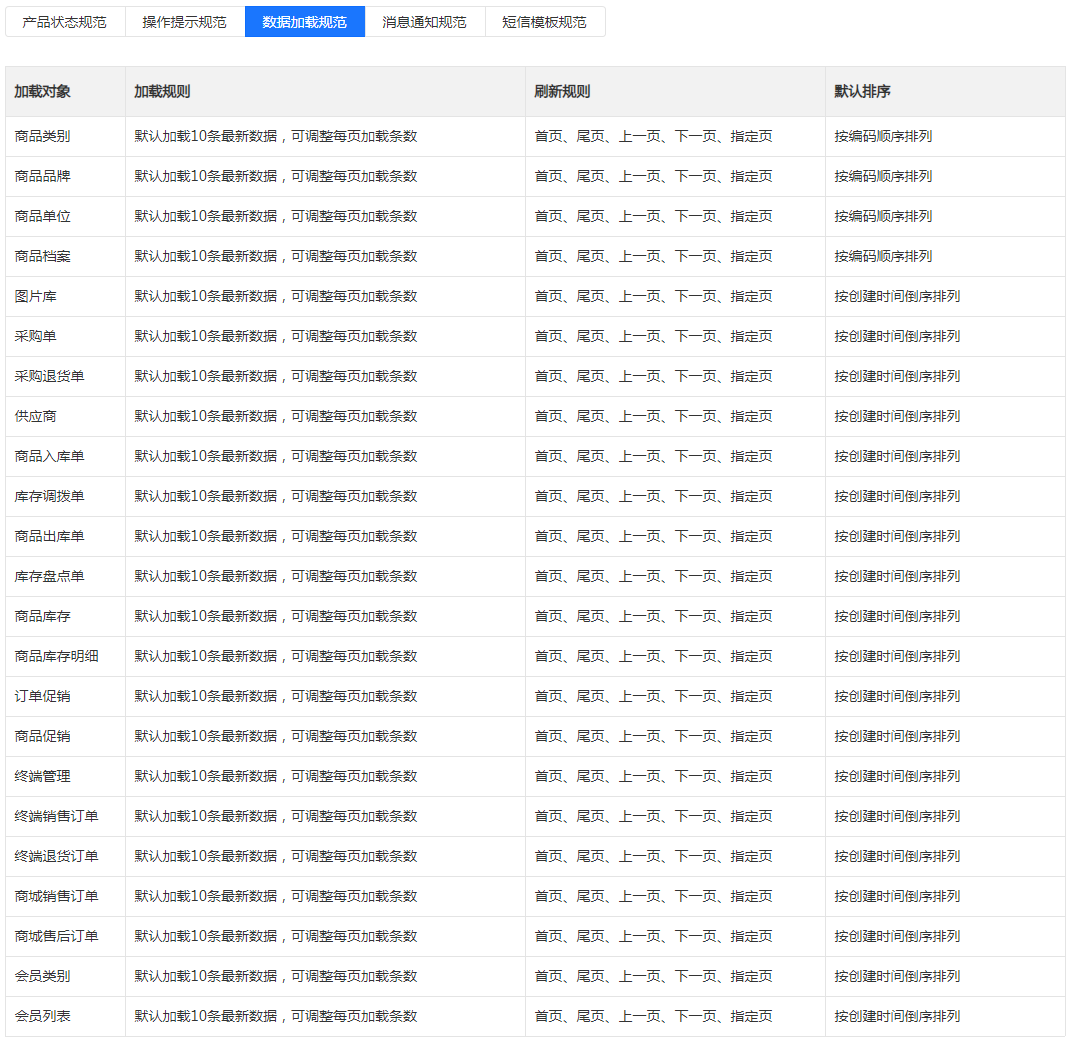 产品状态规范 操作提示规范 数据加载规范 消息通知规范 短信模板规范
加载对象 加载规则 刷新规则 默认排序
商品类别 默认加载10条最新数据，可调整每页加载条数 首页、尾页、上一页、下一页、指定页 按编码顺序排列
商品品牌 默认加载10条最新数据，可调整每页加载条数 首页、尾页、上一页、下一页、指定页 按编码顺序排列
商品单位 默认加载10条最新数据，可调整每页加载条数 首页、尾页、上一页、下一页、指定页 按编码顺序排列
商品档案 默认加载10条最新数据，可调整每页加载条数 首页、尾页、上一页、下一页、指定页 按编码顺序排列
图片库 默认加载10条最新数据，可调整每页加载条数 首页、尾页、上一页、下一页、指定页 按创建时间倒序排列
采购单 默认加载10条最新数据，可调整每页加载条数 首页、尾页、上一页、下一页、指定页 按创建时间倒序排列
采购退货单 默认加载10条最新数据，可调整每页加载条数 首页、尾页、上一页、下一页、指定页 按创建时间倒序排列
供应商 默认加载10条最新数据，可调整每页加载条数 首页、尾页、上一页、下一页、指定页 按创建时间倒序排列
商品入库单 默认加载10条最新数据，可调整每页加载条数 首页、尾页、上一页、下一页、指定页 按创建时间倒序排列
库存调拨单 默认加载10条最新数据，可调整每页加载条数 首页、尾页、上一页、下一页、指定页 按创建时间倒序排列
商品出库单 默认加载10条最新数据，可调整每页加载条数 首页、尾页、上一页、下一页、指定页 按创建时间倒序排列
库存盘点单 默认加载10条最新数据，可调整每页加载条数 首页、尾页、上一页、下一页、指定页 按创建时间倒序排列
商品库存 默认加载10条最新数据，可调整每页加载条数 首页、尾页、上一页、下一页、指定页 按创建时间倒序排列
商品库存明细 默认加载10条最新数据，可调整每页加载条数 首页、尾页、上一页、下一页、指定页 按创建时间倒序排列
订单促销 默认加载10条最新数据，可调整每页加载条数 首页、尾页、上一页、下一页、指定页 按创建时间倒序排列
商品促销 默认加载10条最新数据，可调整每页加载条数 首页、尾页、上一页、下一页、指定页 按创建时间倒序排列
终端管理 默认加载10条最新数据，可调整每页加载条数 首页、尾页、上一页、下一页、指定页 按创建时间倒序排列
终端销售订单 默认加载10条最新数据，可调整每页加载条数 首页、尾页、上一页、下一页、指定页 按创建时间倒序排列
终端退货订单 默认加载10条最新数据，可调整每页加载条数 首页、尾页、上一页、下一页、指定页 按创建时间倒序排列
商城销售订单 默认加载10条最新数据，可调整每页加载条数 首页、尾页、上一页、下一页、指定页 按创建时间倒序排列
商城售后订单 默认加载10条最新数据，可调整每页加载条数 首页、尾页、上一页、下一页、指定页 按创建时间倒序排列
会员类别 默认加载10条最新数据，可调整每页加载条数 首页、尾页、上一页、下一页、指定页 按创建时间倒序排列
会员列表 默认加载10条最新数据，可调整每页加载条数 首页、尾页、上一页、下一页、指定页 按创建时间倒序排列